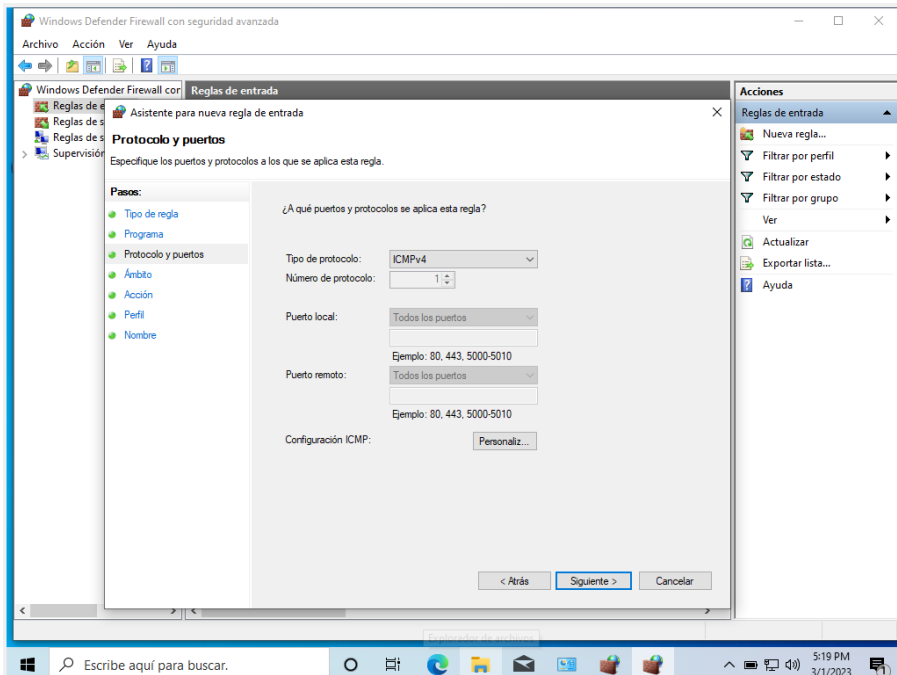 Windows Defender Firewall con seguridad avanzada
Archivo Acción Ver Ayuda
Windows Defender Firewall con
Reglas de e
Reglas de s
Reglas de s
Supervisión
Reglas de entrada
Asistente para nueva regla de entrada
Protocolo y puertos
Especifique los puertos y protocolos a los que se aplica esta regla.
Pasos:
Tipo de regla
Programa
Protocolo y puertos
Ámbito
Acción
Perfil
Nombre
¿A qué puertos y protocolos se aplica esta regla?
Tipo de protocolo: ICMPv4
Número de protocolo: 1
Puerto local: Todos los puertos
Ejemplo: 80, 443, 5000-5010
Puerto remoto: Todos los puertos
Ejemplo: 80, 443, 5000-5010
Configuración ICMP: Personaliz...
< Atrás Siguiente > Cancelar
Acciones
Reglas de entrada
Nueva regla...
Filtrar por perfil
Filtrar por estado
Filtrar por grupo
Ver
Actualizar
Exportar lista...
Ayuda
Explorador de archivos
Escribe aquí para buscar.
5:19 PM
3/1/2023
1